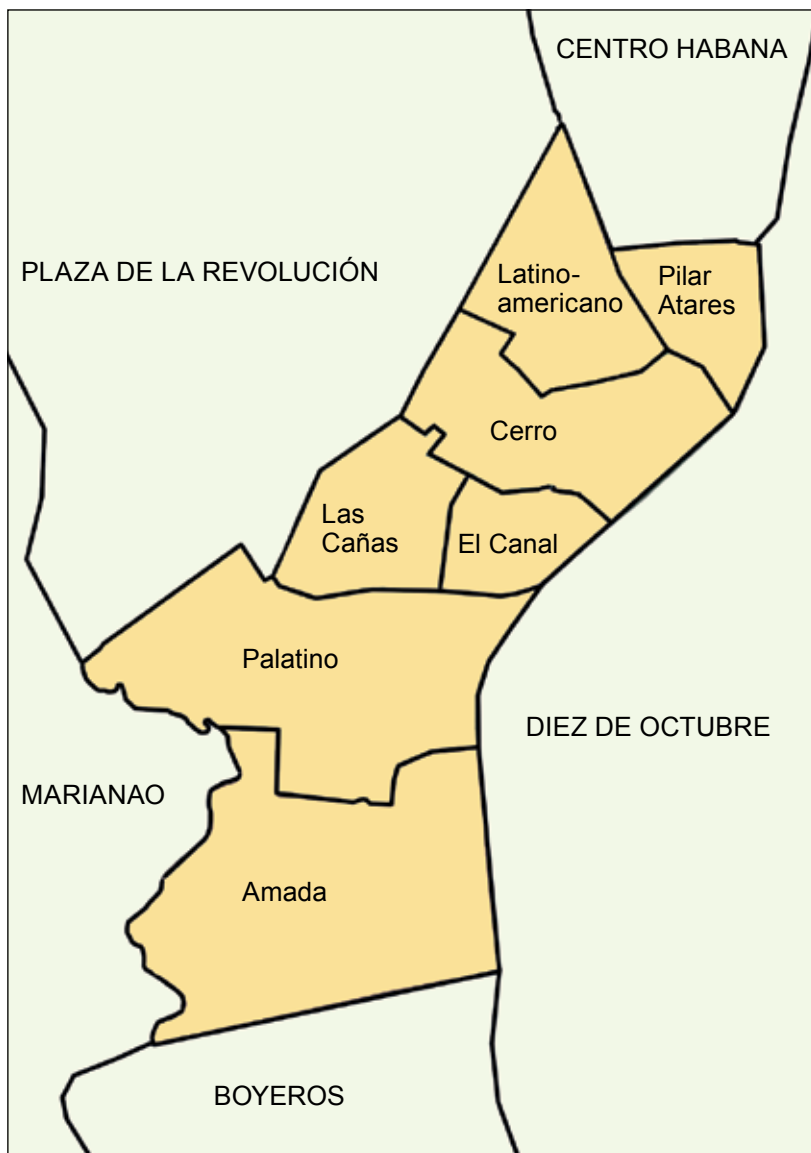 CENTRO HABANA
PLAZA DE LA REVOLUCIÓN
Latino-
americano
Pilar
Atares
Cerro
Las
Cañas
El Canal
Palatino
DIEZ DE OCTUBRE
MARIANAO
Amada
BOYEROS